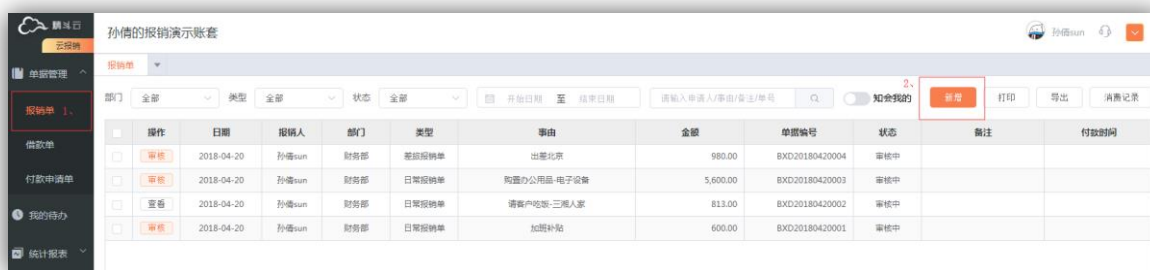 云报销
孙倩的报销演示账套
孙倩sun
单据管理
报销单 1、
借款单
付款申请单
我的待办
统计报表
报销单
部门 全部 类型 全部 状态 全部 开始日期 至 结束日期 请输入申请人/事由/备注/单号 知会我的 2、 新增 打印 导出 消费记录
操作 日期 报销人 部门 类型 事由 金额 单据编号 状态 备注 付款时间
审核 2018-04-20 孙倩sun 财务部 差旅报销单 出差北京 980.00 BXD20180420004 审核中
审核 2018-04-20 孙倩sun 财务部 日常报销单 购置办公用品-电子设备 5,600.00 BXD20180420003 审核中
查看 2018-04-20 孙倩sun 财务部 日常报销单 请客户吃饭-三湘人家 813.00 BXD20180420002 审核中
审核 2018-04-20 孙倩sun 财务部 日常报销单 加班补贴 600.00 BXD20180420001 审核中